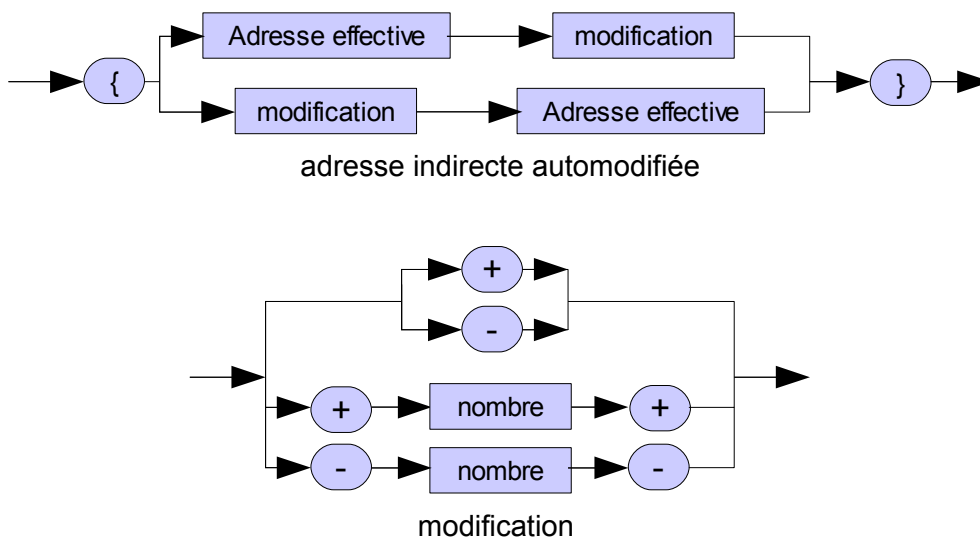 Adresse effective modification
{ }
modification Adresse effective
adresse indirecte automodifiée
+
-
+ nombre +
- nombre -
modification